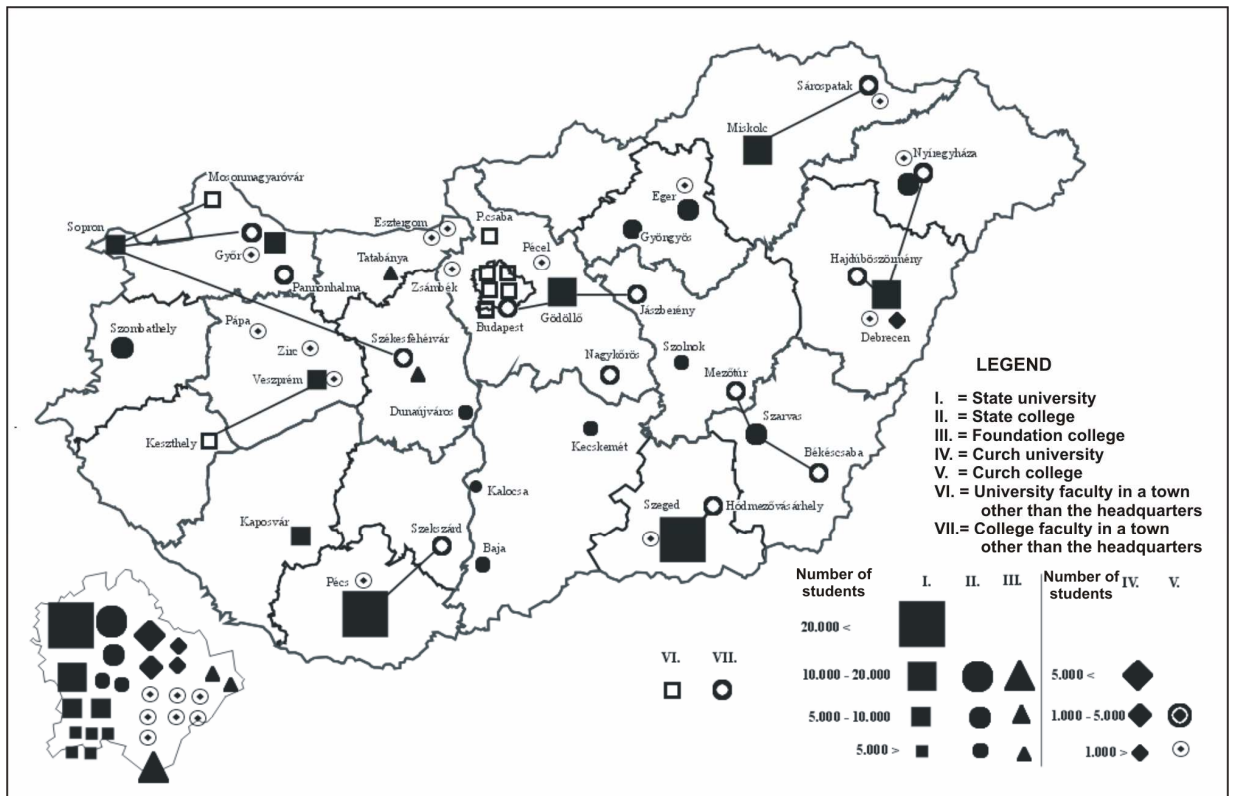 Sárospatak
Miskolc
Nyíregyháza
Mosonmagyaróvár
Eger
Sopron
Esztergom
P.csaba
Gyöngyös
Győr
Tatabánya
Pécel
Hajdúböszörmény
Pannonhalma
Zsámbék
Jászberény
Gödöllő
Budapest
Debrecen
Szombathely
Pápa
Székesfehérvár
Zirc
Szolnok
Nagykőrös
Veszprém
Mezőtúr
Dunaújváros
Szarvas
Keszthely
Kecskemét
Békéscsaba
Kalocsa
Szeged
Hódmezővásárhely
Kaposvár
Szekszárd
Baja
Pécs
LEGEND
I. = State university
II. = State college
III. = Foundation college
IV. = Curch university
V. = Curch college
VI. = University faculty in a town
other than the headquarters
VII.= College faculty in a town
other than the headquarters
Number of
students
I. II. III.
Number of
students
IV. V.
20.000 <
10.000 - 20.000
5.000 - 10.000
5.000 >
5.000 <
1.000 - 5.000
1.000 >
VI. VII.